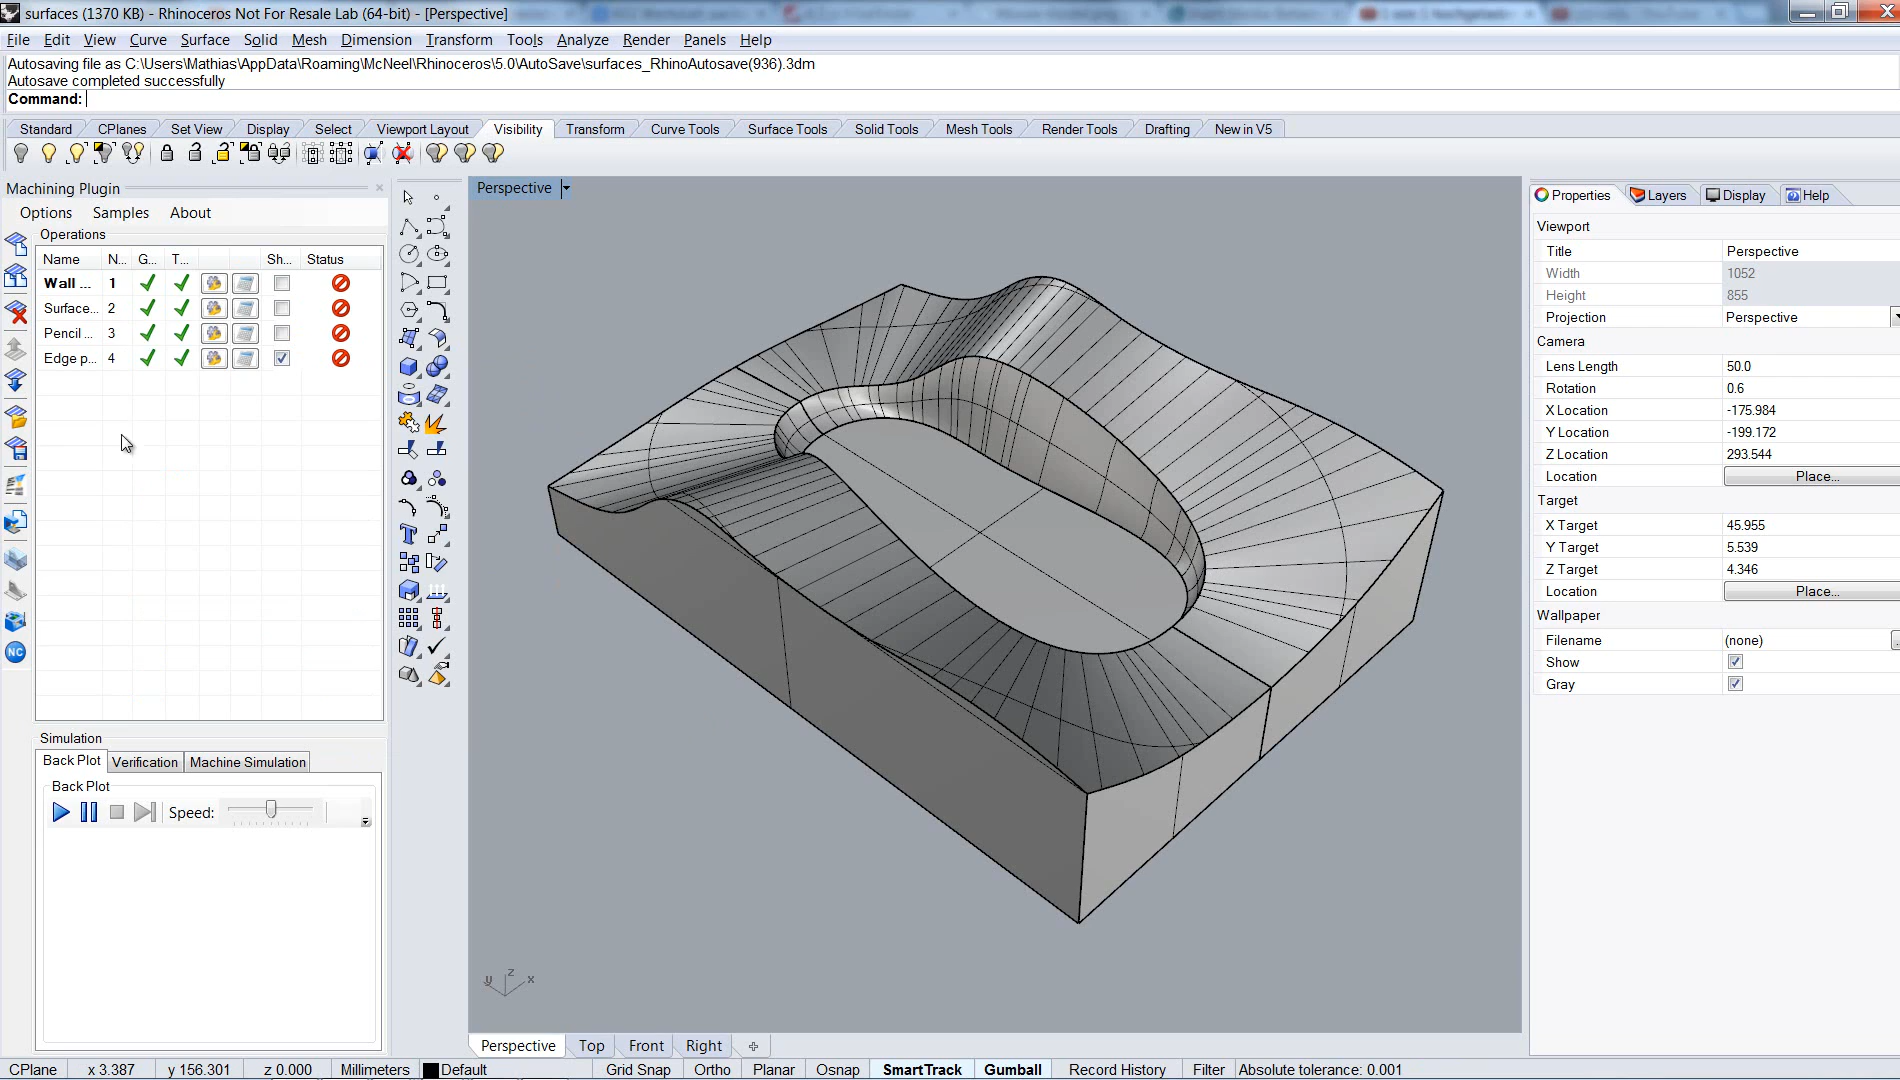 surfaces (1370 KB) - Rhinoceros Not For Resale Lab (64-bit) - [Perspective]
File Edit View Curve Surface Solid Mesh Dimension Transform Tools Analyze Render Panels Help
Autosaving file as C:\Users\Mathias\AppData\Roaming\McNeel\Rhinoceros\5.0\AutoSave\surfaces_RhinoAutosave(936).3dm
Autosave completed successfully
Command:
Standard CPlanes Set View Display Select Viewport Layout Visibility Transform Curve Tools Surface Tools Solid Tools Mesh Tools Render Tools Drafting New in V5
Machining Plugin
Options Samples About
Operations
Name N... G... T... Sh... Status
Wall ... 1
Surface... 2
Pencil ... 3
Edge p... 4
NC
Simulation
Back Plot Verification Machine Simulation
Back Plot
Speed:
Perspective
y z x
Perspective Top Front Right
Properties Layers Display Help
Viewport
Title Perspective
Width 1052
Height 855
Projection Perspective
Camera
Lens Length 50.0
Rotation 0.6
X Location -175.984
Y Location -199.172
Z Location 293.544
Location Place...
Target
X Target 45.955
Y Target 5.539
Z Target 4.346
Location Place...
Wallpaper
Filename (none)
Show
Gray
CPlane x 3.387 y 156.301 z 0.000 Millimeters Default Grid Snap Ortho Planar Osnap SmartTrack Gumball Record History Filter Absolute tolerance: 0.001